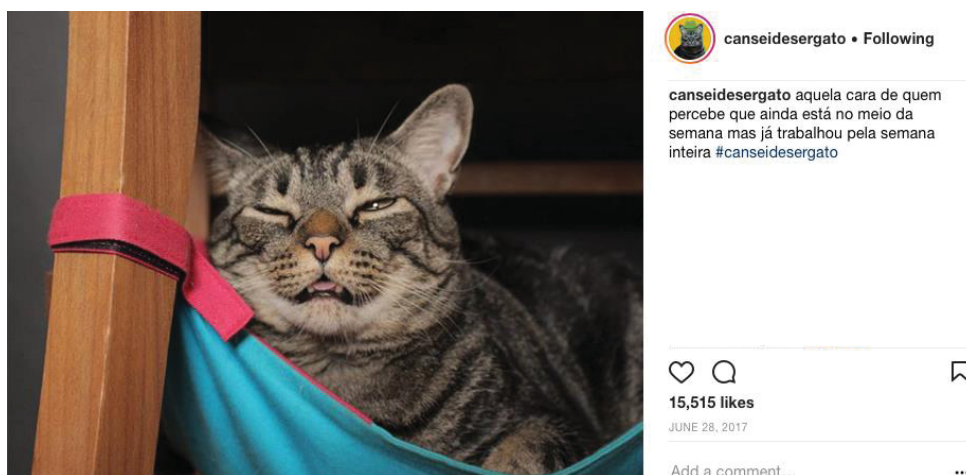 canseidesergato • Following
canseidesergato aquela cara de quem
percebe que ainda está no meio da
semana mas já trabalhou pela semana
inteira #canseidesergato
15,515 likes
JUNE 28, 2017
Add a comment...